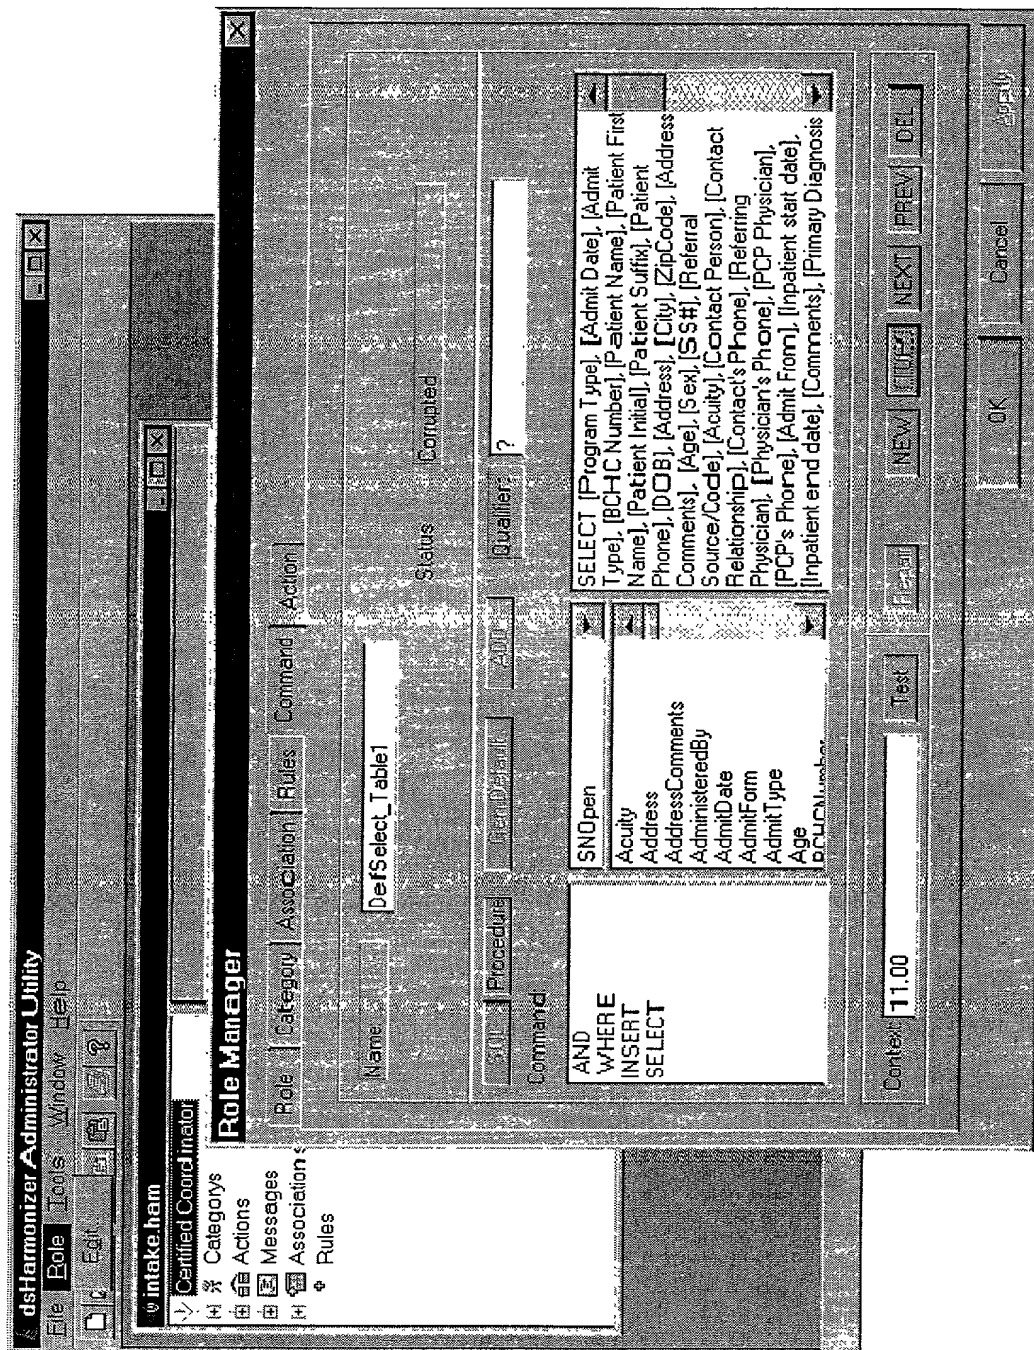 dsHarmonizer Administrator Utility
File Role Tools Window Help
Edit...
intake.ham
Certified Coordinator
Categorys
Actions
Messages
Associations
Rules
Role Manager
Role Category Association Rules Command Action
Name DefSelect_Table1 Status Corrupted
SQL Procedure GenDefault ADD Qualifier: ?
Command:
AND
WHERE
INSERT
SELECT
SNOpen
Acuity
Address
AddressComments
AdministeredBy
AdmitDate
AdmitForm
AdmitType
Age
BCHCNumber
SELECT [Program Type], [Admit Date], [Admit
Type], [BCHC Number], [Patient Name], [Patient First
Name], [Patient Initial], [Patient Suffix], [Patient
Phone], [DOB], [Address], [City], [ZipCode], [Address
Comments], [Age], [Sex], [SS#], [Referral
Source/Code], [Acuity], [Contact Person], [Contact
Relationship], [Contact's Phone], [Referring
Physician], [Physician's Phone], [PCP Physician],
[PCP's Phone], [Admit From], [Inpatient start date],
[Inpatient end date], [Comments], [Primary Diagnosis
Context 11.00 Test NEW NEXT PREV DEL
OK Cancel Apply